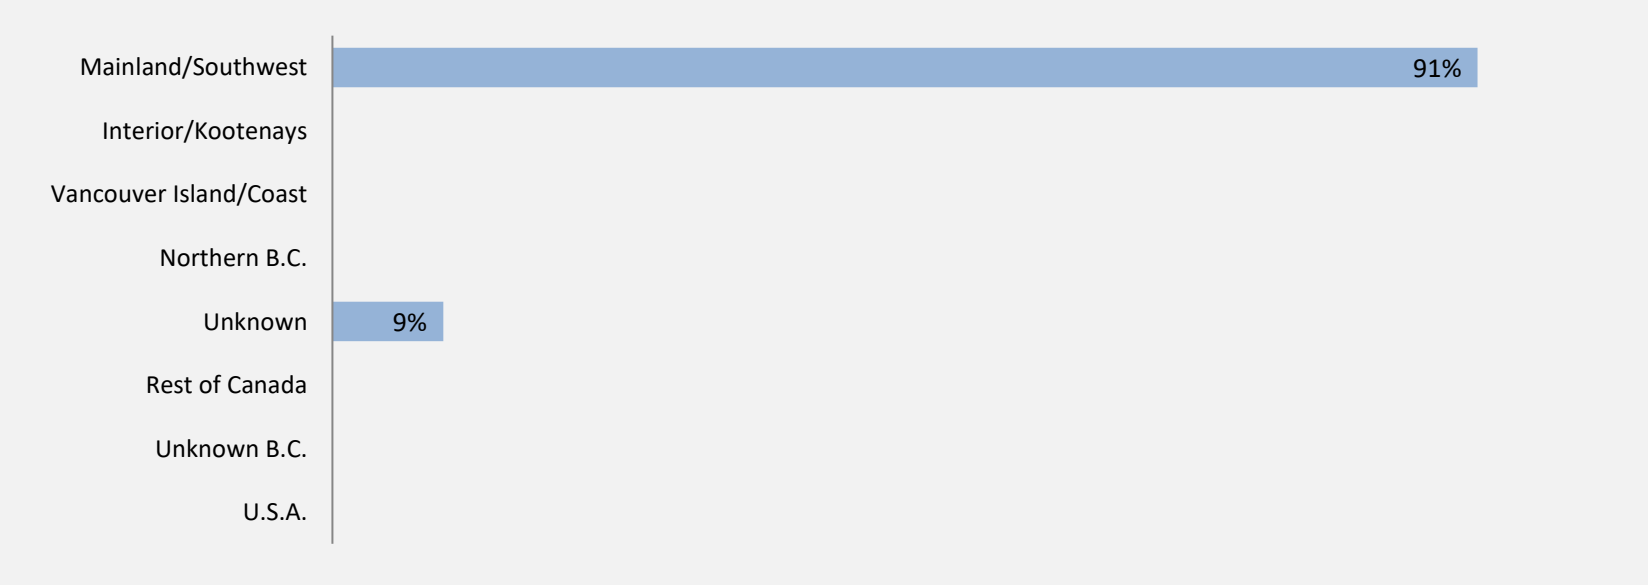 Mainland/Southwest 91%
Interior/Kootenays
Vancouver Island/Coast
Northern B.C.
Unknown 9%
Rest of Canada
Unknown B.C.
U.S.A.